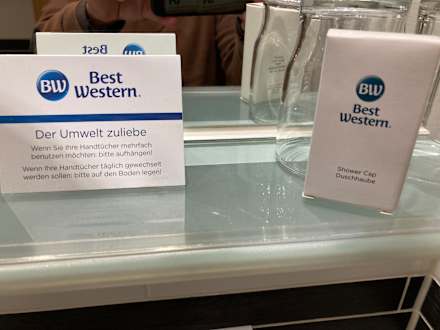 Best
BW Best
Western
Der Umwelt zuliebe
Wenn Sie Ihre Handtücher mehrfach
benutzen möchten: bitte aufhängen!
Wenn Ihre Handtücher täglich gewechselt
werden sollen: bitte auf den Boden legen!
BW
Best
Western
Shower Cap
Duschhaube